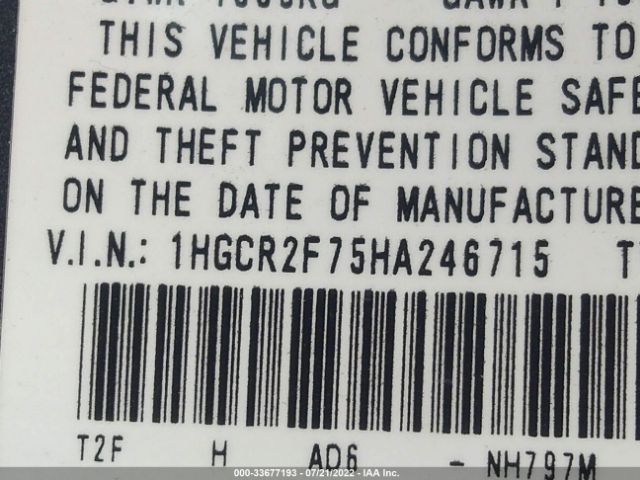 THIS VEHICLE CONFORMS TO
FEDERAL MOTOR VEHICLE SAFE
AND THEFT PREVENTION STAND
ON THE DATE OF MANUFACTURE
V.I.N.: 1HGCR2F75HA246715 T
T2F H AD6 - NH797M
000-33677193 - 07/21/2022 - IAA Inc.